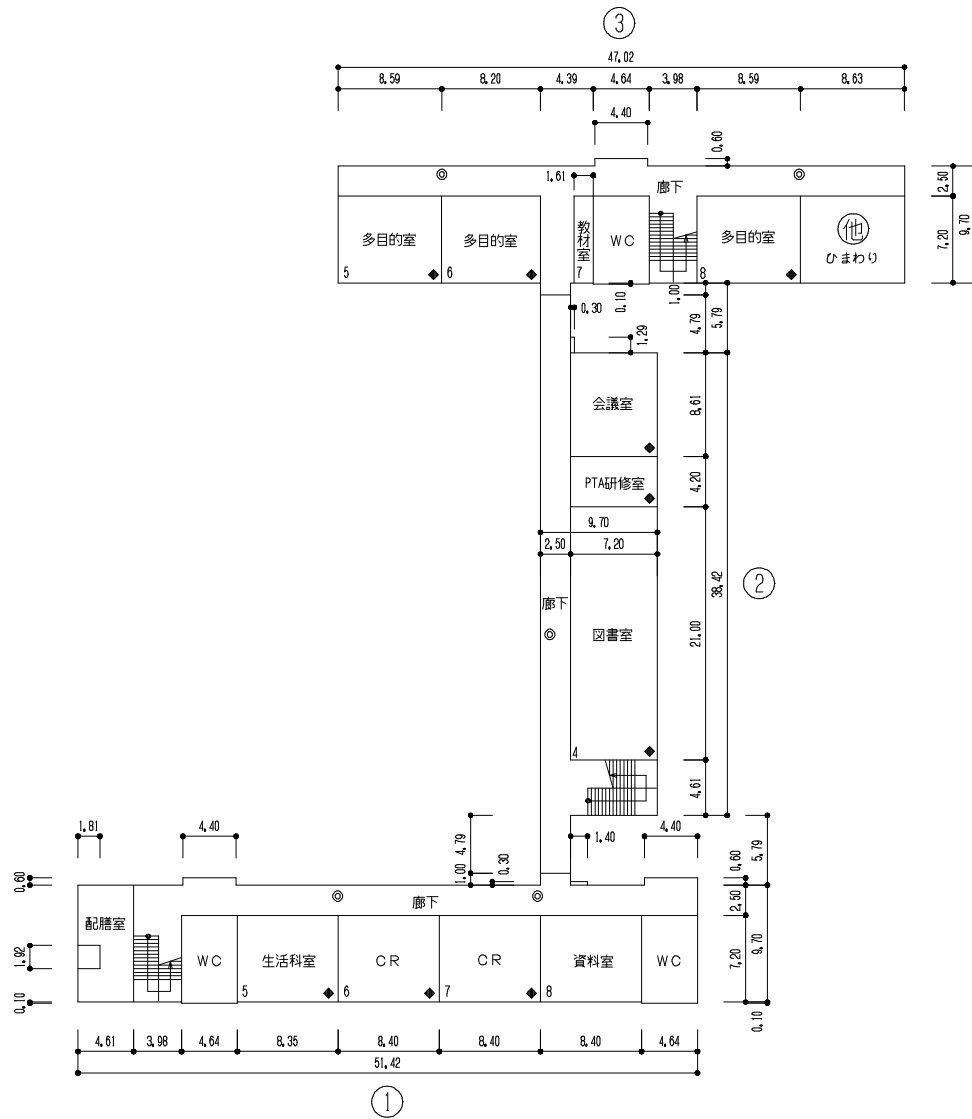 ③
47.02
8.59 8.20 4.39 4.64 3.98 8.59 8.63
4.40
0.60
1.61
廊下
2.50
7.20
9.70
多目的室
5
多目的室
6
教材室
7
WC
多目的室
8
他
ひまわり
0.10
1.00
0.30
4.79
5.79
1.29
会議室
8.61
PTA研修室
4.20
9.70
2.50 7.20
38.42
②
廊下
図書室
21.00
4
4.61
1.81
4.40
4.79
1.00
0.30
1.40
4.40
0.60
5.79
0.60
廊下
2.50
配膳室
1.92
WC
生活科室
5
CR
6
CR
7
資料室
8
WC
7.20
9.70
0.10
0.10
4.61 3.98 4.64 8.35 8.40 8.40 8.40 4.64
51.42
①